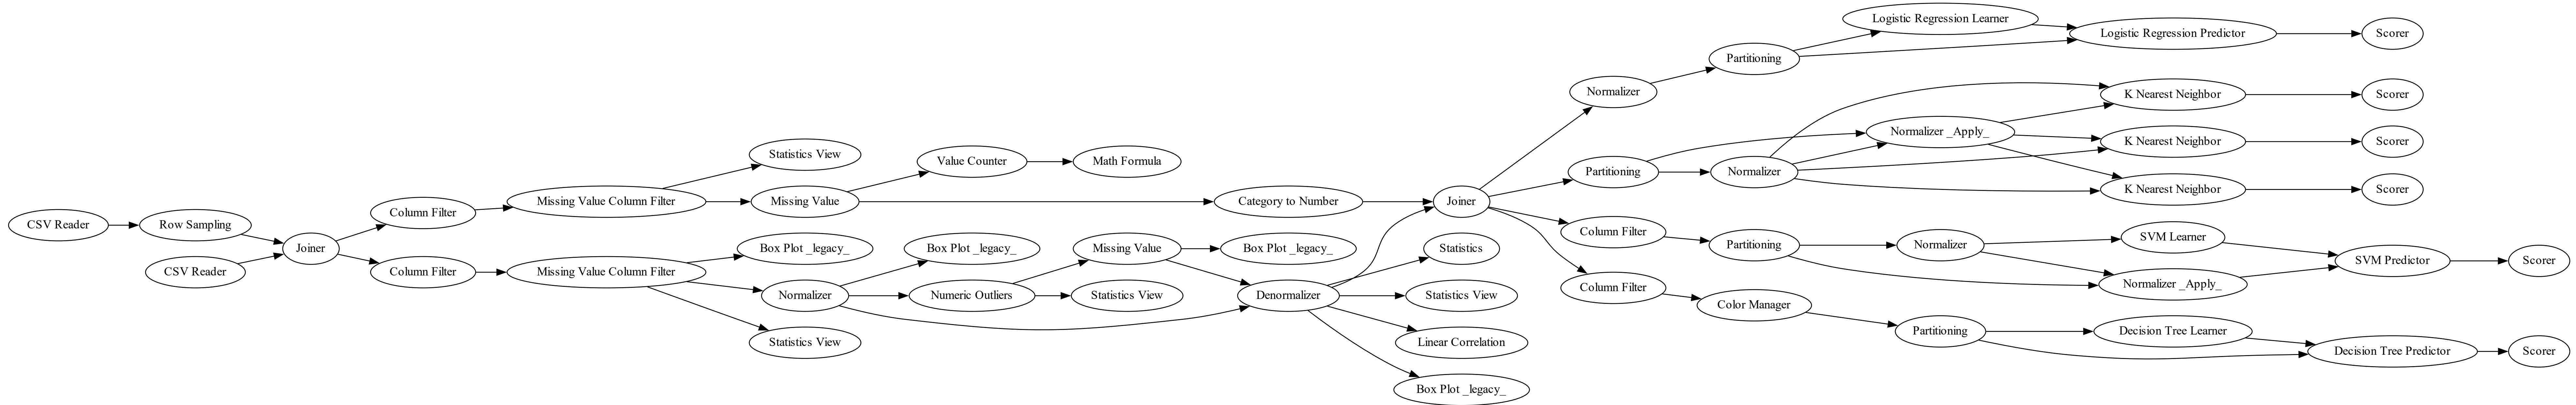 Logistic Regression Learner
Logistic Regression Predictor
Scorer
Partitioning
Normalizer
K Nearest Neighbor
Scorer
Normalizer _Apply_
K Nearest Neighbor
Scorer
Statistics View
Value Counter
Math Formula
Partitioning
Normalizer
K Nearest Neighbor
Scorer
Column Filter
Missing Value Column Filter
Missing Value
Category to Number
Joiner
CSV Reader
Row Sampling
Joiner
Column Filter
Partitioning
Normalizer
SVM Learner
SVM Predictor
Scorer
Normalizer _Apply_
Box Plot _legacy_
Box Plot _legacy_
Missing Value
Box Plot _legacy_
Statistics
CSV Reader
Column Filter
Missing Value Column Filter
Normalizer
Numeric Outliers
Statistics View
Denormalizer
Statistics View
Column Filter
Color Manager
Partitioning
Decision Tree Learner
Decision Tree Predictor
Scorer
Statistics View
Linear Correlation
Box Plot _legacy_